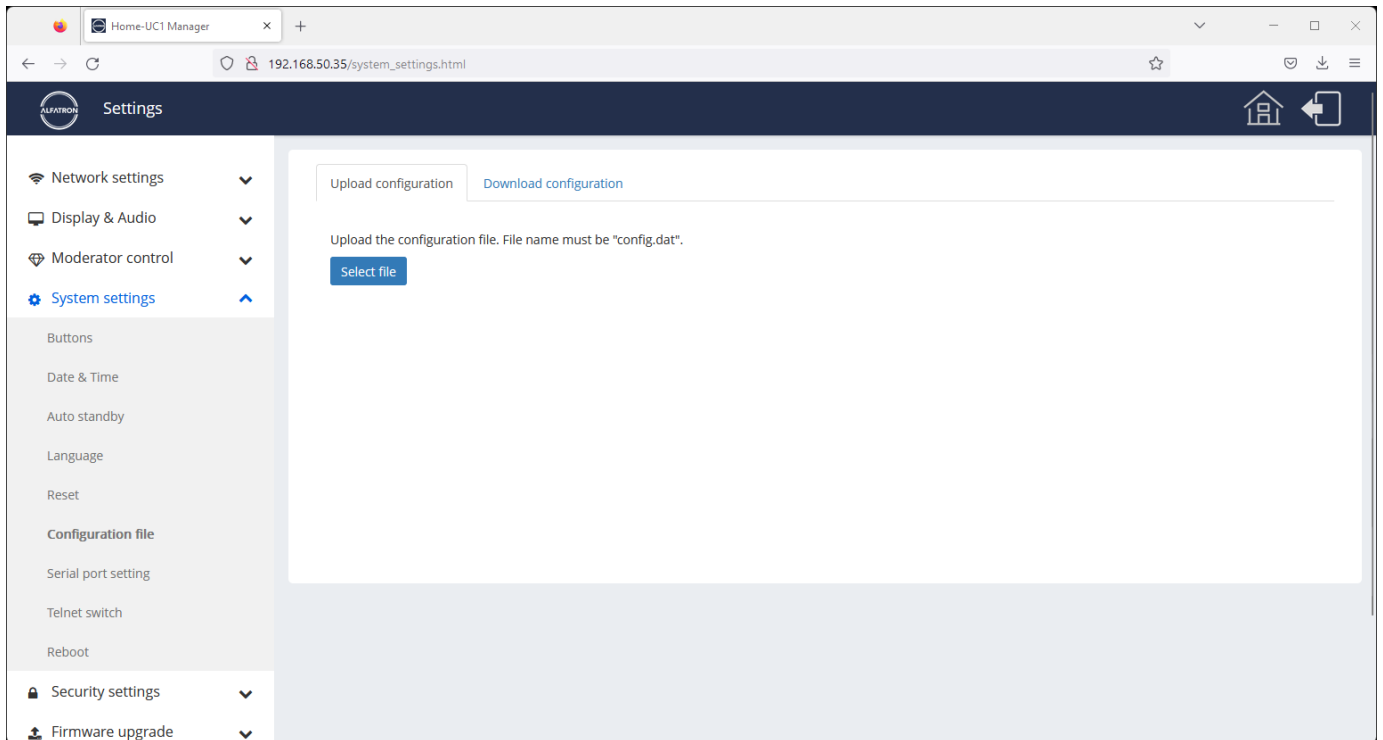 Home-UC1 Manager
192.168.50.35/system_settings.html
ALFATRON
Settings
Network settings
Display & Audio
Moderator control
System settings
Buttons
Date & Time
Auto standby
Language
Reset
Configuration file
Serial port setting
Telnet switch
Reboot
Security settings
Firmware upgrade
Upload configuration
Download configuration
Upload the configuration file. File name must be "config.dat".
Select file